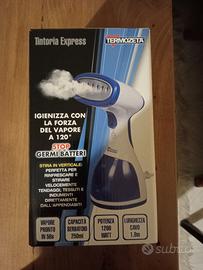 TERMOZETA
Tintoria Express
IGIENIZZA CON
LA FORZA
DEL VAPORE
A 120°
STOP
GERMI BATTERI
STIRA IN VERTICALE:
PERFETTA PER
RINFRESCARE E
STIRARE
VELOCEMENTE
TENDAGGI, TESSUTI E
INDUMENTI
DIRETTAMENTE
DALL'APPENDIABITI
VAPORE
PRONTO
IN 50s
CAPACITÀ
SERBATOIO
250ml
POTENZA
1200
WATT
LUNGHEZZA
CAVO
1.9m
subito.it